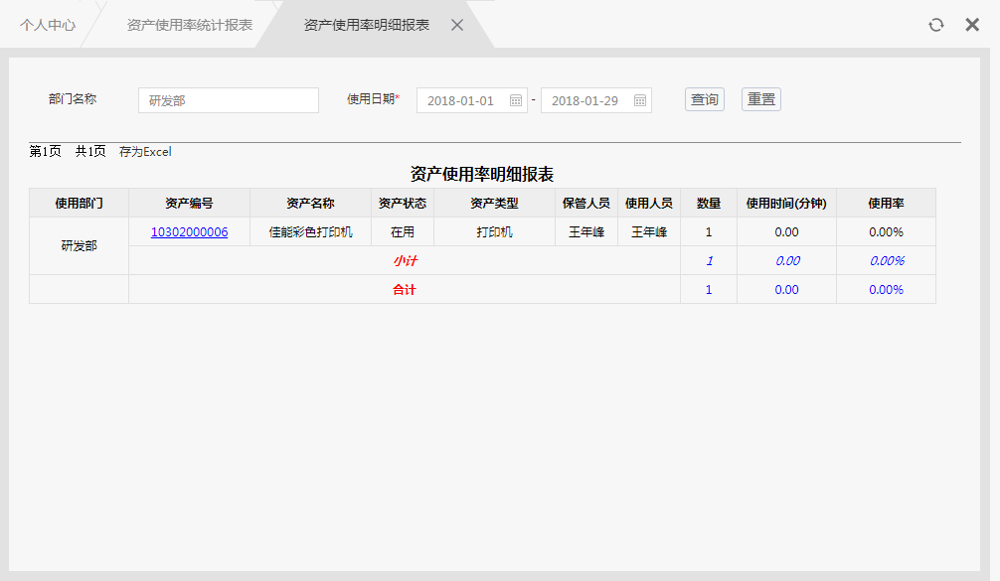 个人中心 资产使用率统计报表 资产使用率明细报表
部门名称 研发部 使用日期* 2018-01-01 - 2018-01-29 查询 重置
第1页 共1页 存为Excel
资产使用率明细报表
使用部门 资产编号 资产名称 资产状态 资产类型 保管人员 使用人员 数量 使用时间(分钟) 使用率
研发部 10302000006 佳能彩色打印机 在用 打印机 王年峰 王年峰 1 0.00 0.00%
小计 1 0.00 0.00%
合计 1 0.00 0.00%